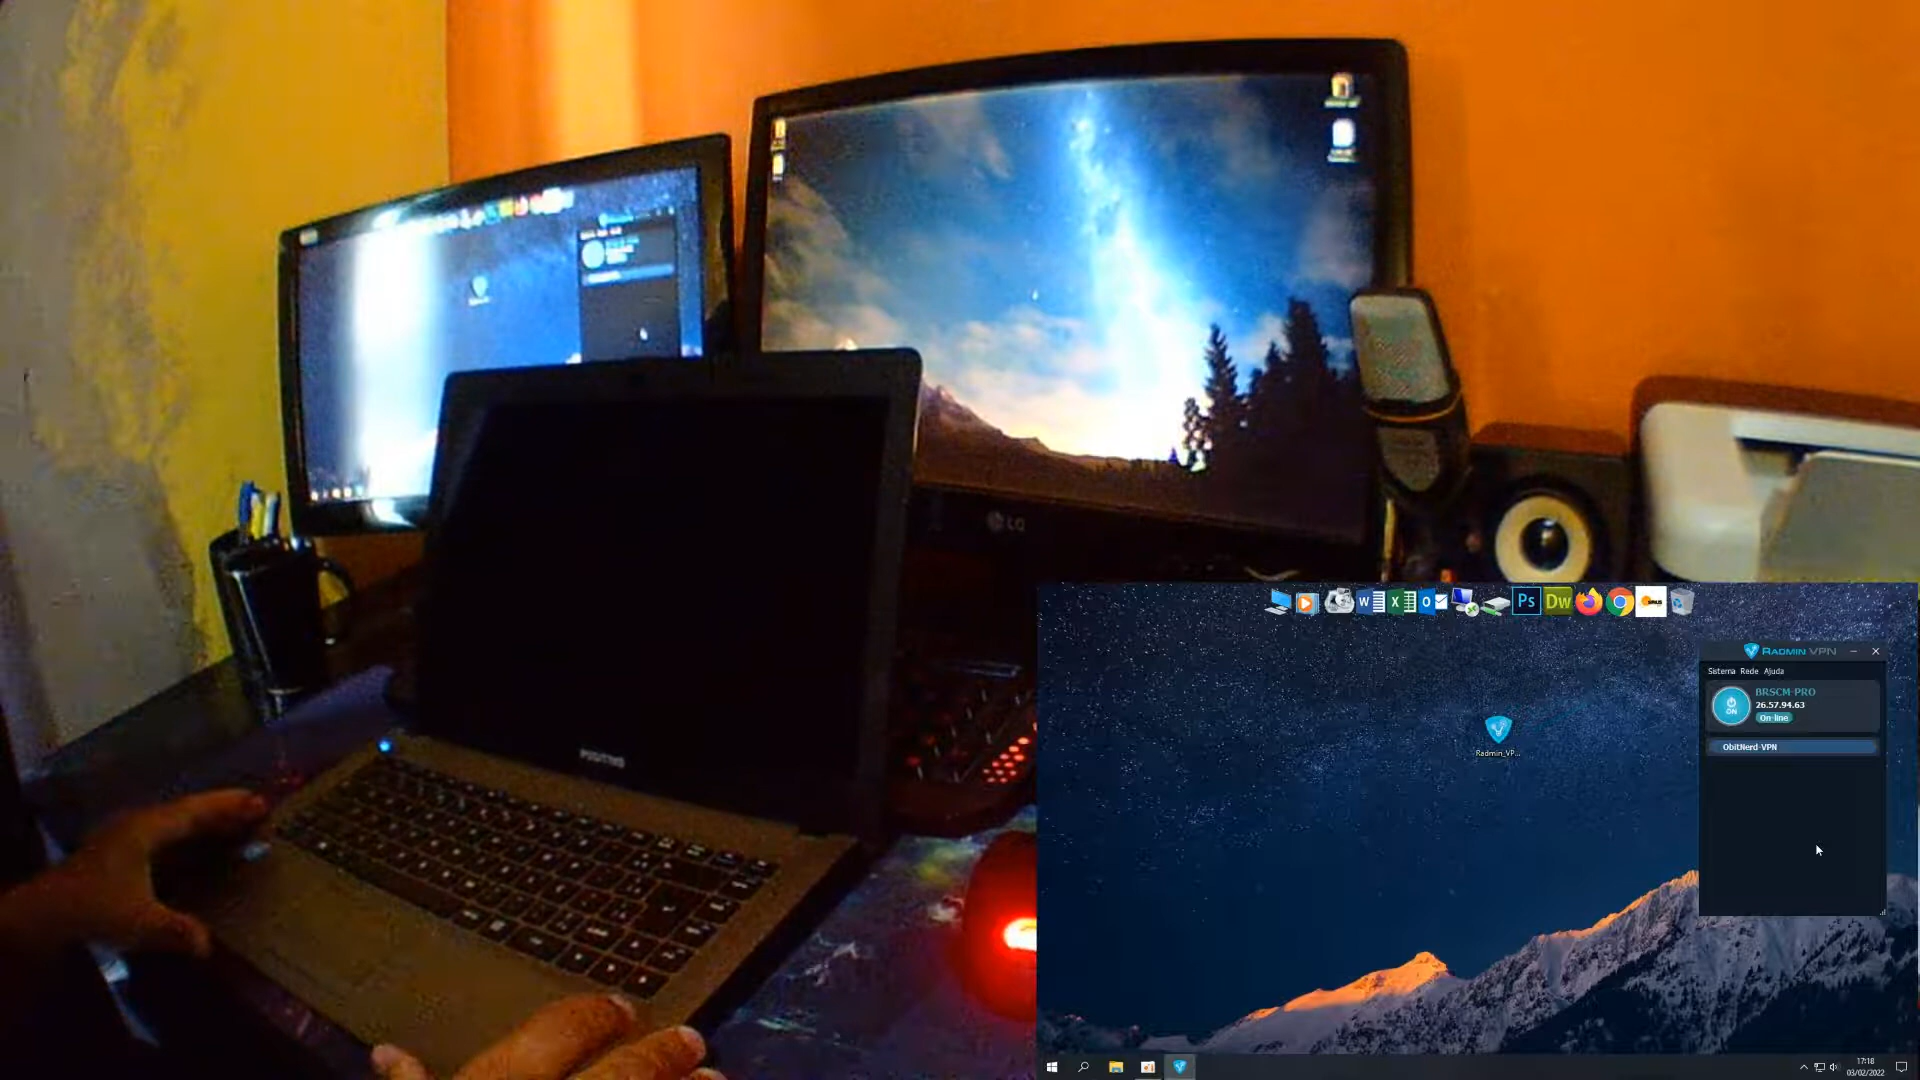 LG
POSITIVO
W
X
O
Ps
Dw
RADMIN VPN
Sistema Rede Ajuda
BRSCM-PRO
ON
26.57.94.63
On-line
ObitNerd-VPN
Radmin_VP...
17:18
03/02/2022